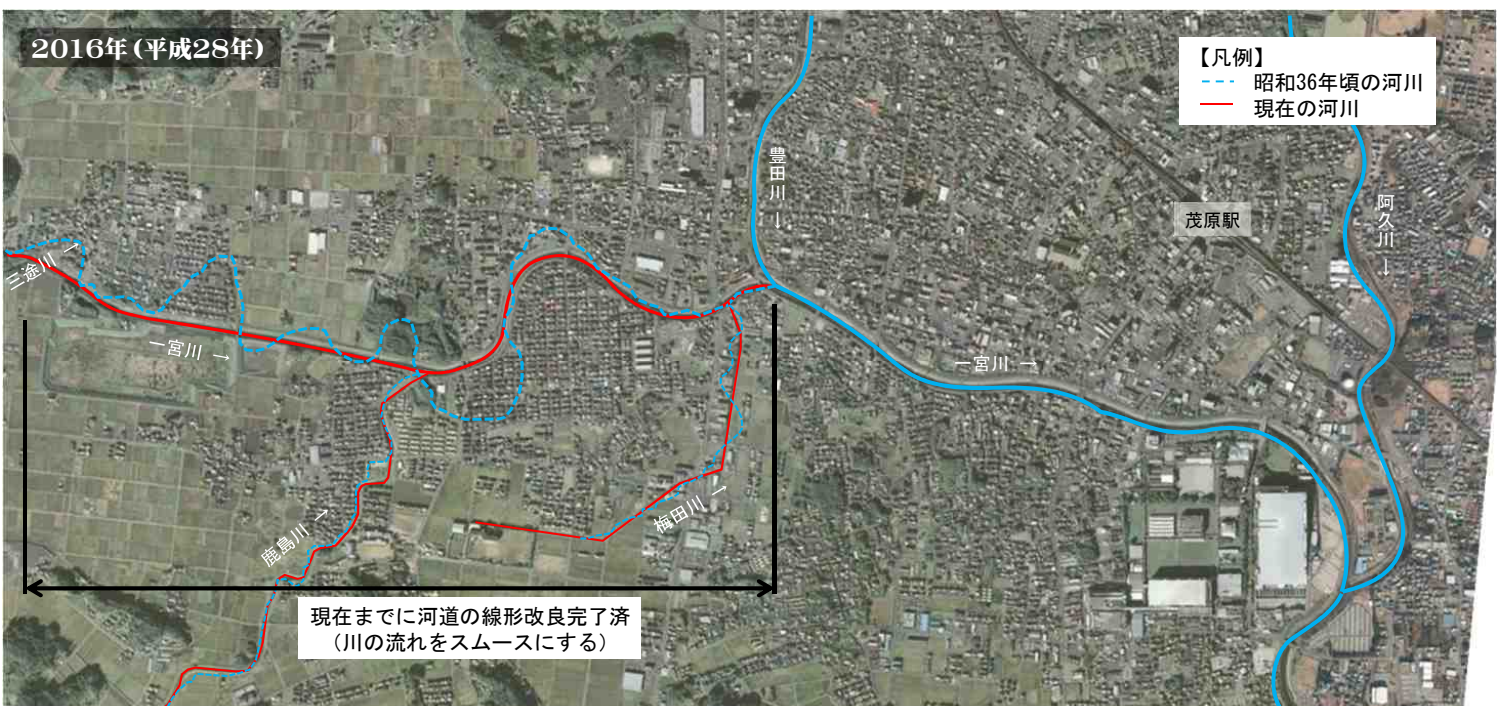 2016年(平成28年)
【凡例】
昭和36年頃の河川
現在の河川
豊田川 ↓
茂原駅
阿久川 ↓
三途川 →
一宮川 →
一宮川 →
梅田川 →
鹿島川 →
現在までに河道の線形改良完了済
(川の流れをスムースにする)